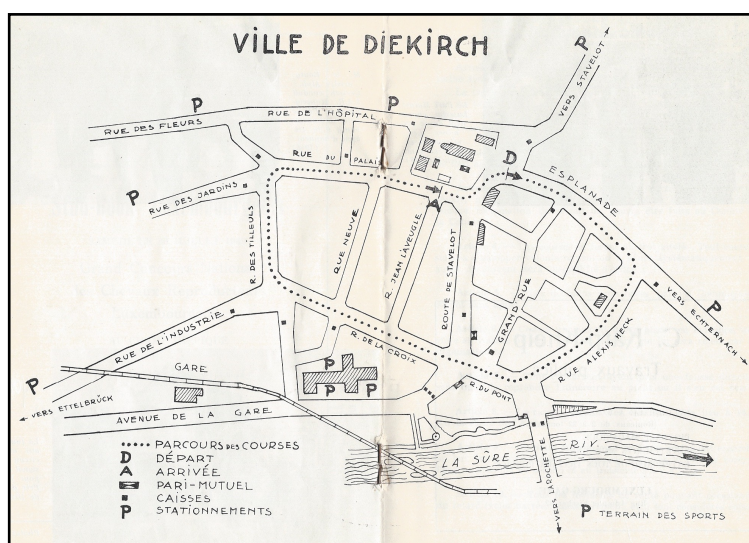 VILLE DE DIEKIRCH
P
VERS STAVELOT
P
P
RUE DE L'HÔPITAL
RUE DES FLEURS
RUE DU PALAIS
D
ESPLANADE
P
RUE DES JARDINS
A
R. DES TILLEULS
RUE NEUVE
R. JEAN L'AVEUGLE
ROUTE DE STAVELOT
GRAND RUE
P
VERS ECHTERNACH
RUE DE L'INDUSTRIE
R. DE LA CROIX
RUE ALEXIS HECK
GARE
P
P
P
P
VERS ETTELBRÜCK
R. DU PONT
AVENUE DE LA GARE
LA SÛRE RIV.
VERS LAROCHETTE
PARCOURS DES COURSES
D DÉPART
A ARRIVÉE
PARI-MUTUEL
CAISSES
P STATIONNEMENTS
P TERRAIN DES SPORTS